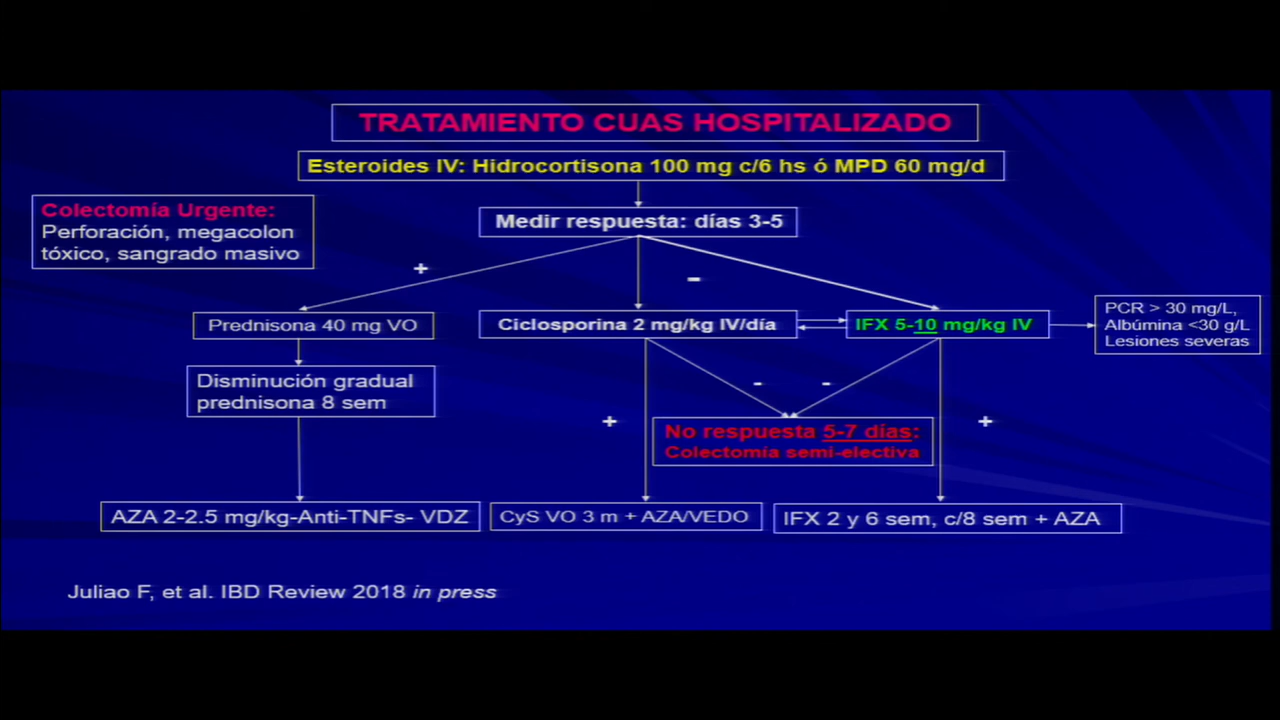 TRATAMIENTO CUAS HOSPITALIZADO
Esteroides IV: Hidrocortisona 100 mg c/6 hs ó MPD 60 mg/d
Colectomía Urgente:
Perforación, megacolon
tóxico, sangrado masivo
Medir respuesta: días 3-5
+
-
Prednisona 40 mg VO
Ciclosporina 2 mg/kg IV/día
IFX 5-10 mg/kg IV
PCR > 30 mg/L,
Albúmina <30 g/L
Lesiones severas
Disminución gradual
prednisona 8 sem
-
-
+
+
No respuesta 5-7 días:
Colectomía semi-electiva
AZA 2-2.5 mg/kg-Anti-TNFs- VDZ
CyS VO 3 m + AZA/VEDO
IFX 2 y 6 sem, c/8 sem + AZA
Juliao F, et al. IBD Review 2018 in press